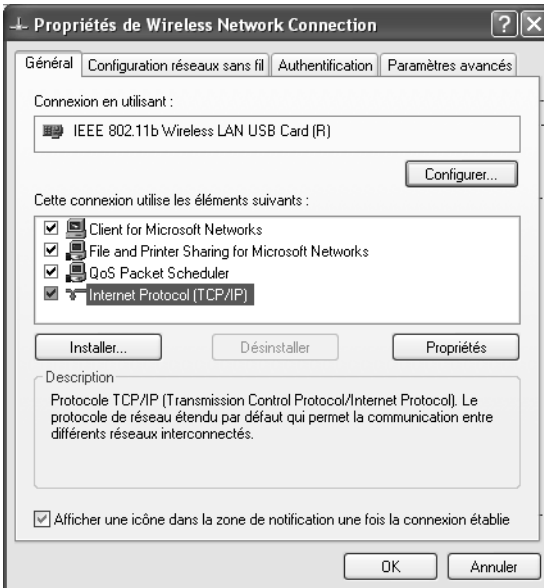 Propriétés de Wireless Network Connection
Général Configuration réseaux sans fil Authentification Paramètres avancés
Connexion en utilisant :
IEEE 802.11b Wireless LAN USB Card (R)
Configurer...
Cette connexion utilise les éléments suivants :
Client for Microsoft Networks
File and Printer Sharing for Microsoft Networks
QoS Packet Scheduler
Internet Protocol (TCP/IP)
Installer... Désinstaller Propriétés
Description
Protocole TCP/IP (Transmission Control Protocol/Internet Protocol). Le
protocole de réseau étendu par défaut qui permet la communication entre
différents réseaux interconnectés.
Afficher une icône dans la zone de notification une fois la connexion établie
OK Annuler